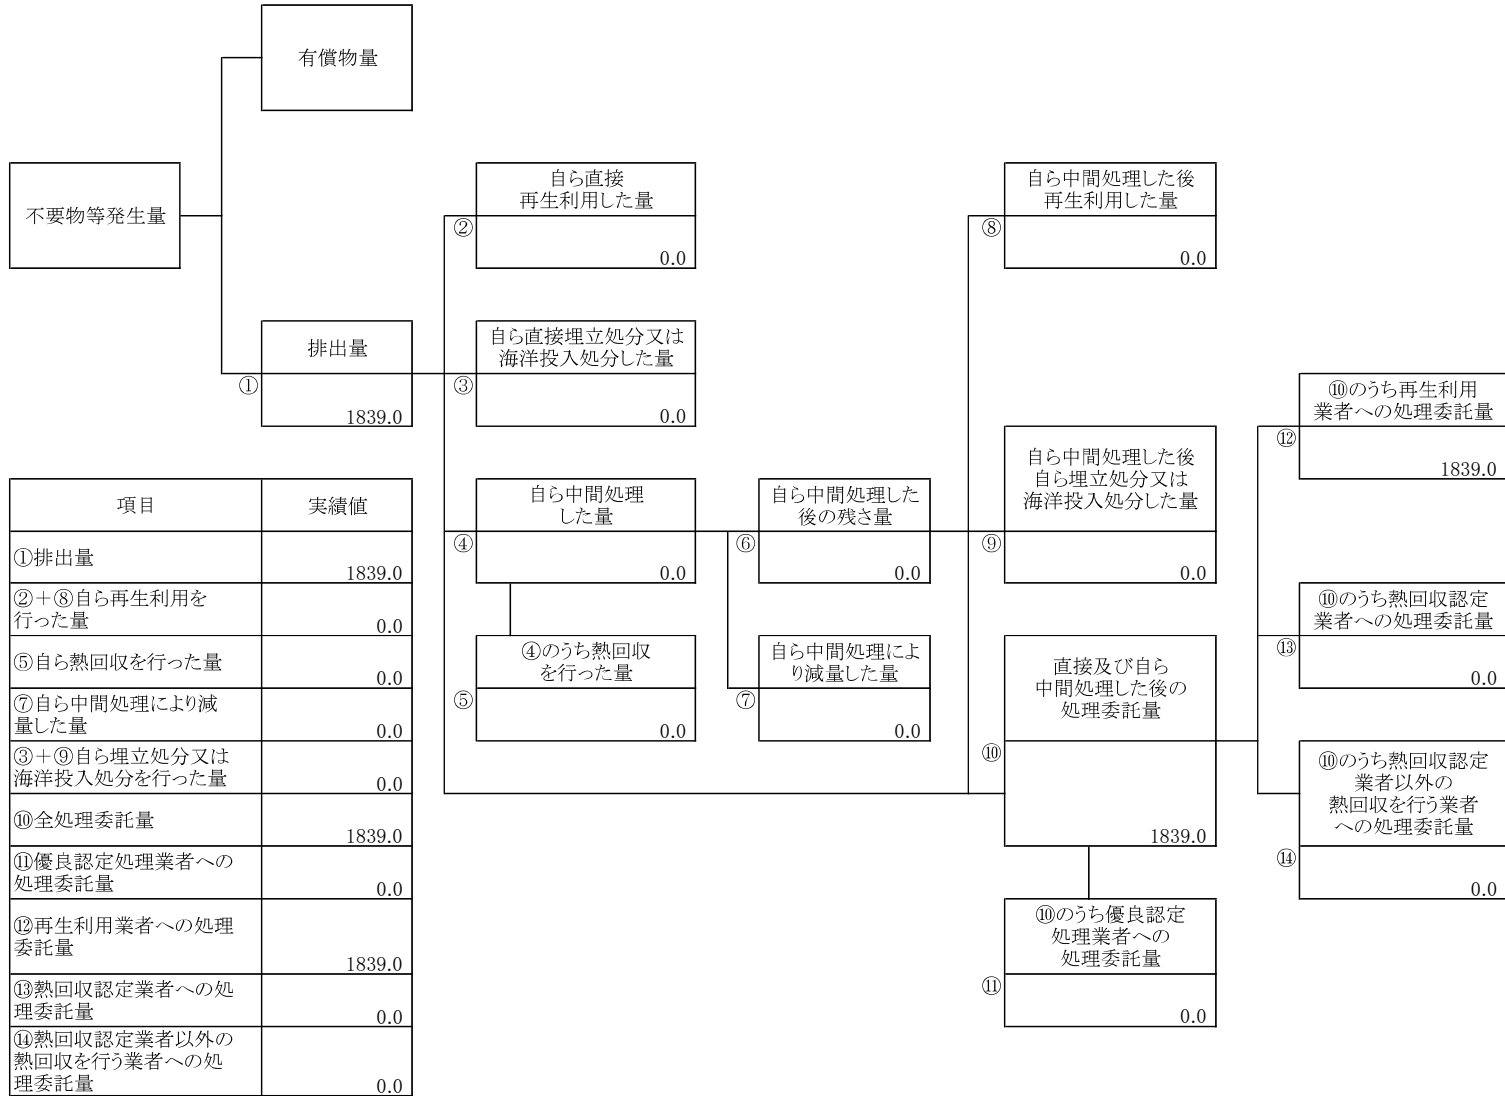 有償物量
不要物等発生量
自ら直接
再生利用した量
②
0.0
自ら中間処理した後
再生利用した量
⑧
0.0
排出量
①
1839.0
自ら直接埋立処分又は
海洋投入処分した量
③
0.0
⑩のうち再生利用
業者への処理委託量
⑫
1839.0
自ら中間処理
した量
④
0.0
自ら中間処理した
後の残さ量
⑥
0.0
自ら中間処理した後
自ら埋立処分又は
海洋投入処分した量
⑨
0.0
⑩のうち熱回収認定
業者への処理委託量
⑬
0.0
④のうち熱回収
を行った量
⑤
0.0
自ら中間処理によ
り減量した量
⑦
0.0
直接及び自ら
中間処理した後の
処理委託量
⑩
1839.0
⑩のうち熱回収認定
業者以外の
熱回収を行う業者
への処理委託量
⑭
0.0
⑩のうち優良認定
処理業者への
処理委託量
⑪
0.0
項目 実績値
①排出量
1839.0
②＋⑧自ら再生利用を
行った量
0.0
⑤自ら熱回収を行った量
0.0
⑦自ら中間処理により減
量した量
0.0
③＋⑨自ら埋立処分又は
海洋投入処分を行った量
0.0
⑩全処理委託量
1839.0
⑪優良認定処理業者への
処理委託量
0.0
⑫再生利用業者への処理
委託量
1839.0
⑬熱回収認定業者への処
理委託量
0.0
⑭熱回収認定業者以外の
熱回収を行う業者への処
理委託量
0.0